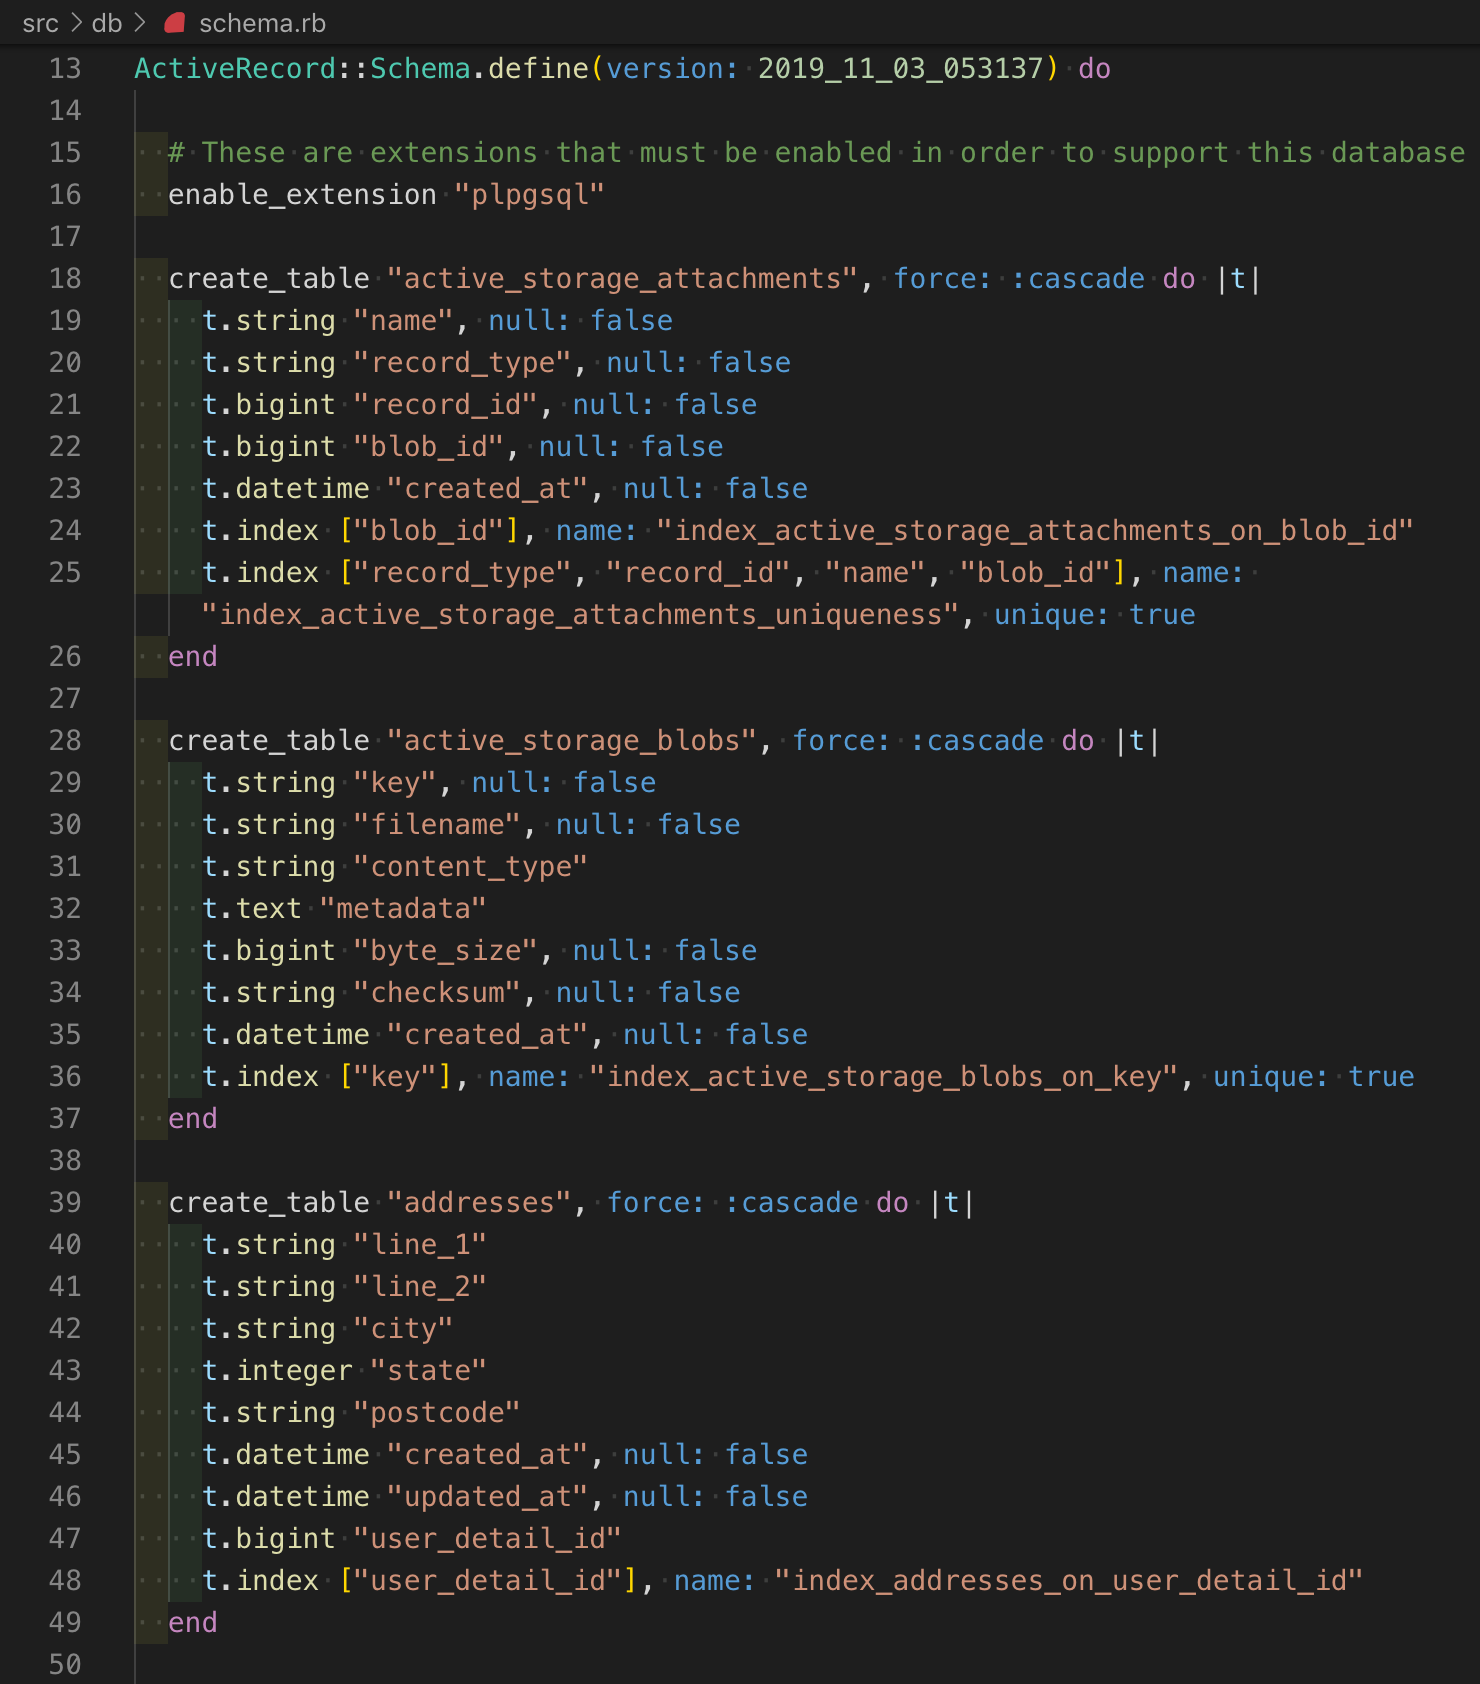 src > db > schema.rb
13 ActiveRecord::Schema.define(version: 2019_11_03_053137) do
14
15   # These are extensions that must be enabled in order to support this database
16   enable_extension "plpgsql"
17
18   create_table "active_storage_attachments", force: :cascade do |t|
19     t.string "name", null: false
20     t.string "record_type", null: false
21     t.bigint "record_id", null: false
22     t.bigint "blob_id", null: false
23     t.datetime "created_at", null: false
24     t.index ["blob_id"], name: "index_active_storage_attachments_on_blob_id"
25     t.index ["record_type", "record_id", "name", "blob_id"], name:
    "index_active_storage_attachments_uniqueness", unique: true
26   end
27
28   create_table "active_storage_blobs", force: :cascade do |t|
29     t.string "key", null: false
30     t.string "filename", null: false
31     t.string "content_type"
32     t.text "metadata"
33     t.bigint "byte_size", null: false
34     t.string "checksum", null: false
35     t.datetime "created_at", null: false
36     t.index ["key"], name: "index_active_storage_blobs_on_key", unique: true
37   end
38
39   create_table "addresses", force: :cascade do |t|
40     t.string "line_1"
41     t.string "line_2"
42     t.string "city"
43     t.integer "state"
44     t.string "postcode"
45     t.datetime "created_at", null: false
46     t.datetime "updated_at", null: false
47     t.bigint "user_detail_id"
48     t.index ["user_detail_id"], name: "index_addresses_on_user_detail_id"
49   end
50